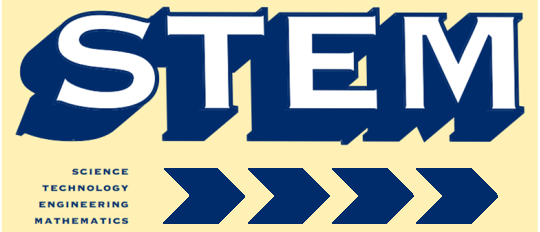 STEM
SCIENCE
TECHNOLOGY
ENGINEERING
MATHEMATICS